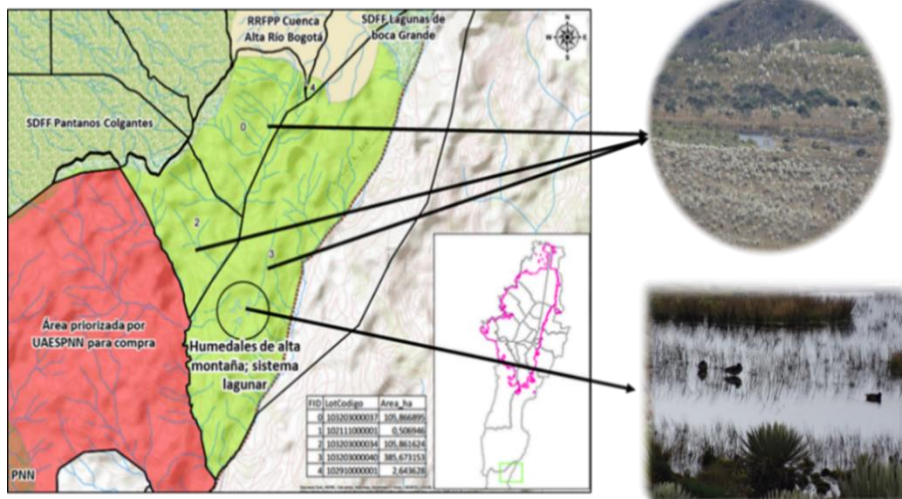 RRFPP Cuenca
Alta Río Bogotá
SDFF Lagunas de
boca Grande
N
W
E
S
4
0
SDFF Pantanos Colgantes
2
3
Área priorizada por
UAESPNN para compra
Humedales de alta
montaña; sistema
lagunar
FID LotCodigo Area_ha
0 103203000037 105,866895
1 102111000001 0,506946
2 103203000034 105,861624
3 103203000040 385,673153
4 102910000001 2,643628
PNN